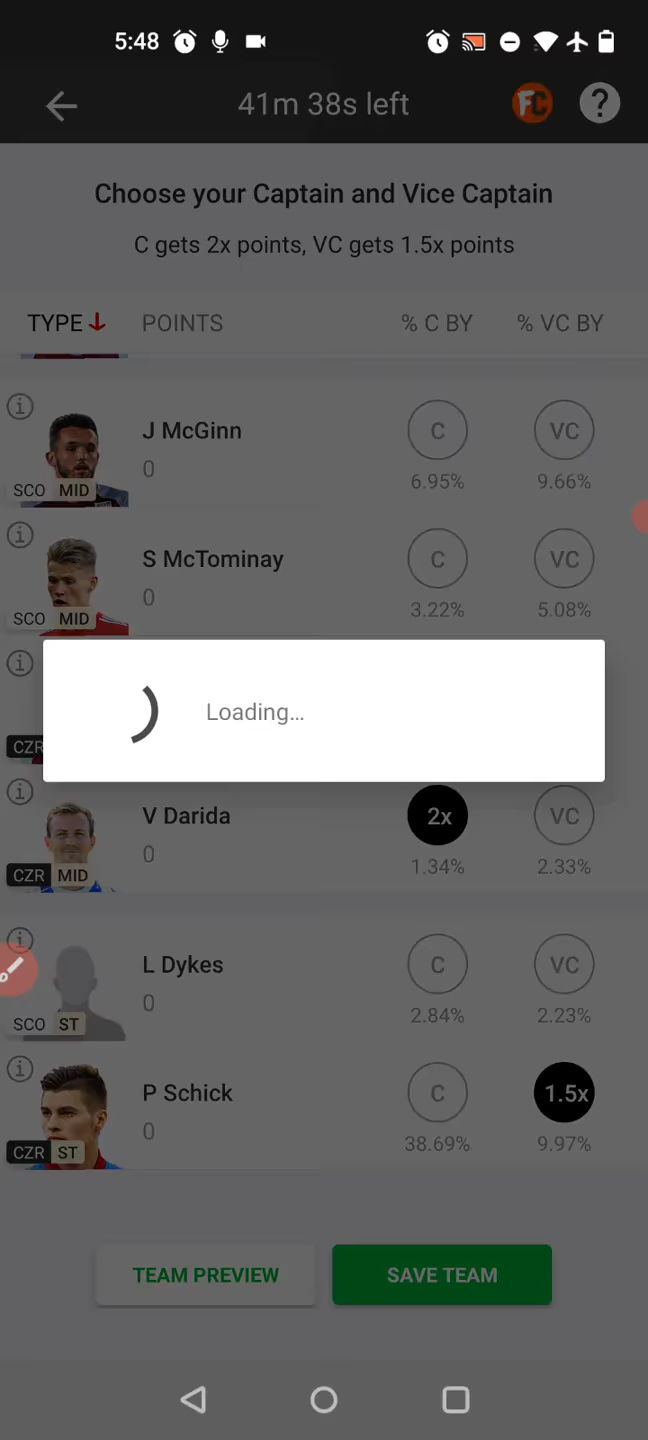 5:48
41m 38s left
FC
?
Choose your Captain and Vice Captain
C gets 2x points, VC gets 1.5x points
TYPE POINTS % C BY % VC BY
J McGinn
0
C
VC
6.95%
9.66%
SCO MID
S McTominay
0
C
VC
3.22%
5.08%
SCO MID
Loading...
CZR
V Darida
0
2x
VC
1.34%
2.33%
CZR MID
L Dykes
0
C
VC
2.84%
2.23%
SCO ST
P Schick
0
C
1.5x
38.69%
9.97%
CZR ST
TEAM PREVIEW
SAVE TEAM